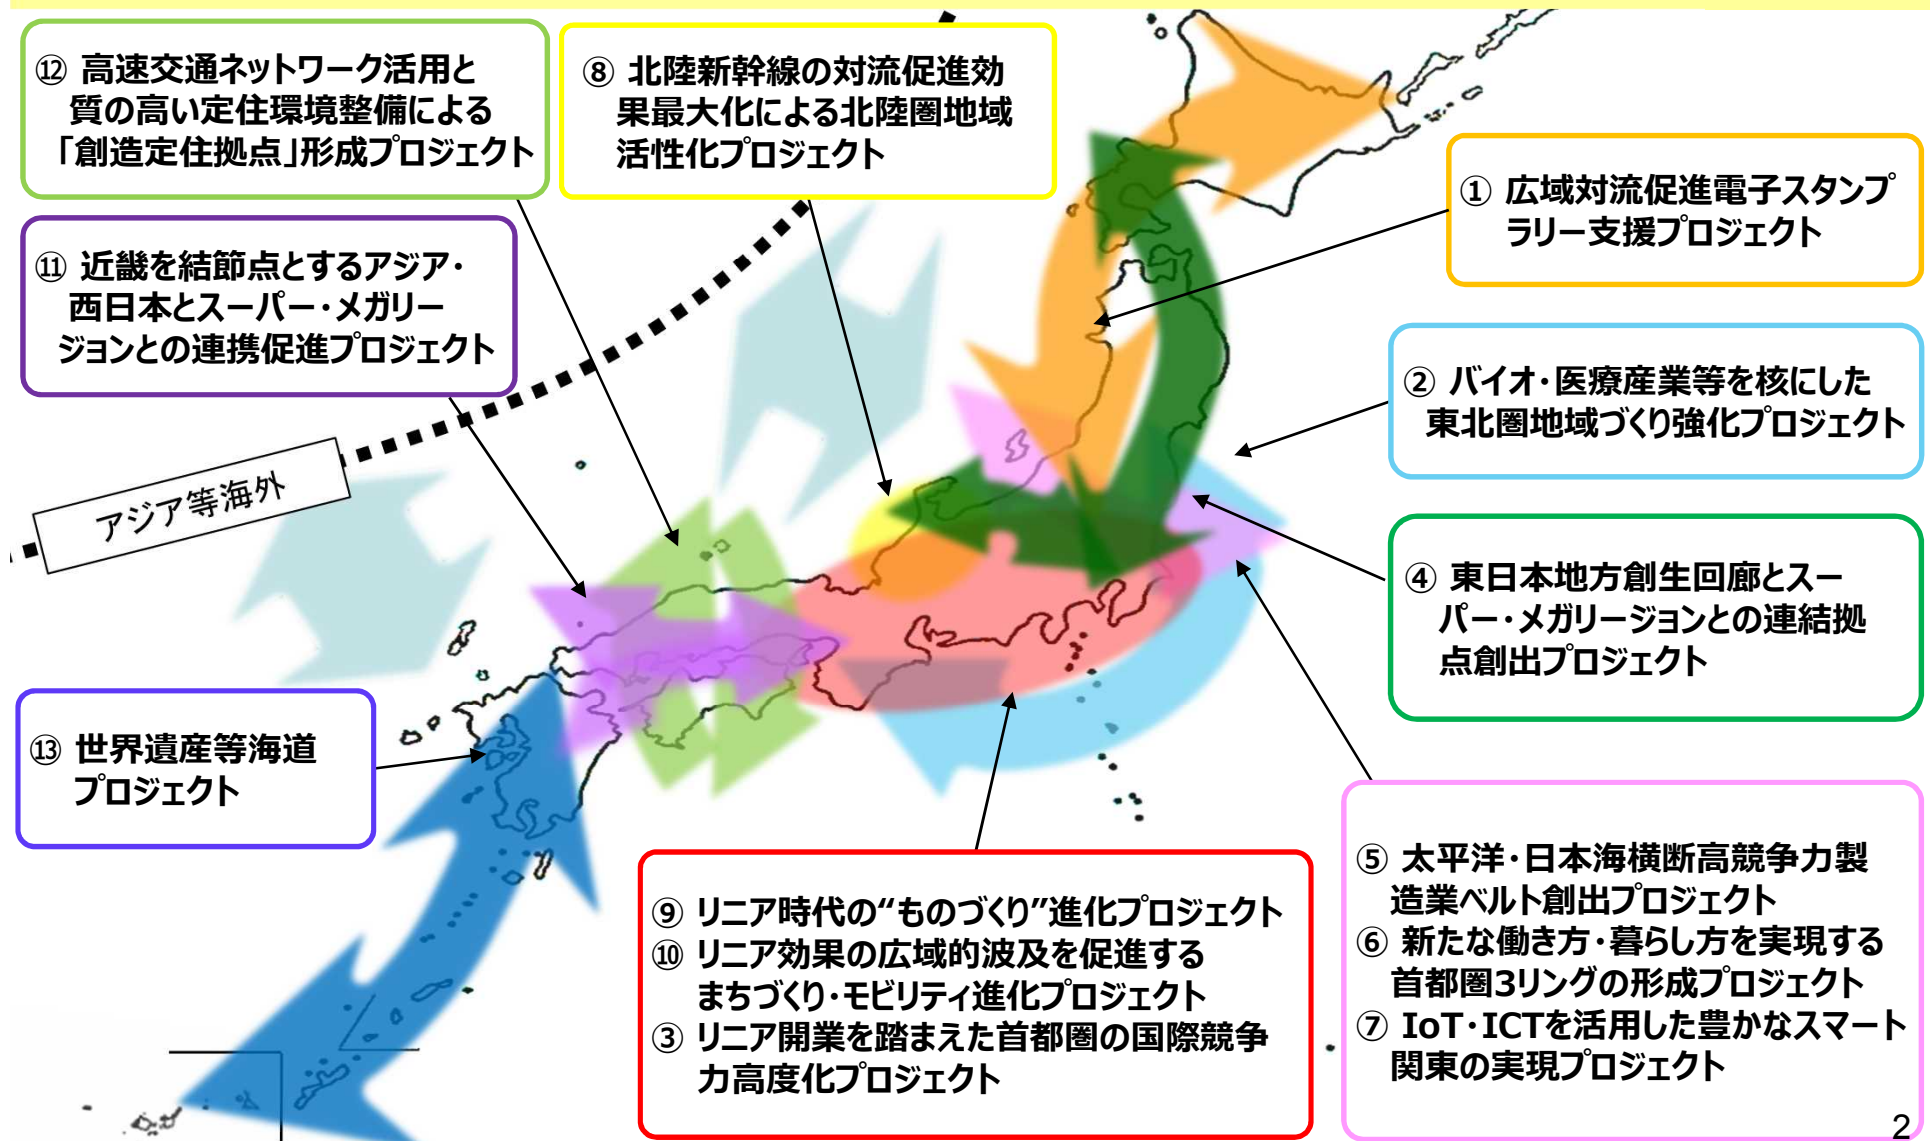 ⑫ 高速交通ネットワーク活用と
質の高い定住環境整備による
「創造定住拠点」形成プロジェクト
⑧ 北陸新幹線の対流促進効
果最大化による北陸圏地域
活性化プロジェクト
① 広域対流促進電子スタンプ
ラリー支援プロジェクト
⑪ 近畿を結節点とするアジア・
西日本とスーパー・メガリー
ジョンとの連携促進プロジェクト
② バイオ・医療産業等を核にした
東北圏地域づくり強化プロジェクト
アジア等海外
④ 東日本地方創生回廊とスー
パー・メガリージョンとの連結拠
点創出プロジェクト
⑬ 世界遺産等海道
プロジェクト
⑨ リニア時代の“ものづくり”進化プロジェクト
⑩ リニア効果の広域的波及を促進する
まちづくり・モビリティ進化プロジェクト
③ リニア開業を踏まえた首都圏の国際競争
力高度化プロジェクト
⑤ 太平洋・日本海横断高競争力製
造業ベルト創出プロジェクト
⑥ 新たな働き方・暮らし方を実現する
首都圏3リングの形成プロジェクト
⑦ IoT・ICTを活用した豊かなスマート
関東の実現プロジェクト
2